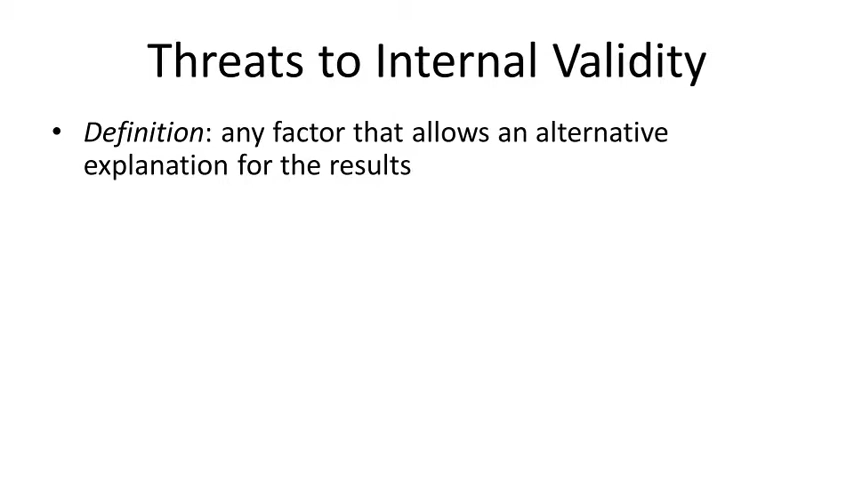 Threats to Internal Validity
• Definition: any factor that allows an alternative
explanation for the results